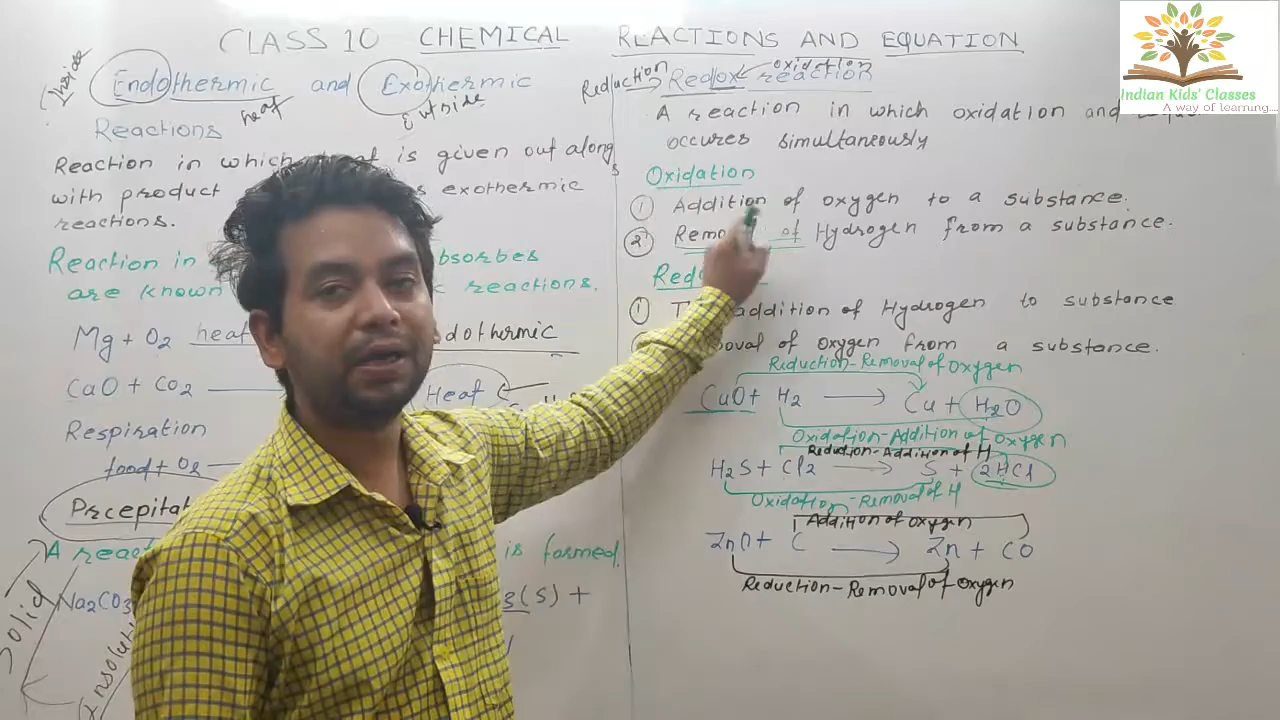 CLASS 10 CHEMICAL REACTIONS AND EQUATION
Indian Kids' Classes
A way of learning....
Inside
Endothermic and Exothermic
heat
Outside
Reactions
Reaction in which heat is given out along
with product exothermic
reactions.
Reaction in bsorbes
are known reactions.
Mg + O2 heat dothermic
CaO + CO2 Heat
Respiration
food + O2
Prcepitat
A reac is formed.
Na2CO3 3(S) +
Solid
Insolub
Reduction Redox reaction oxidation
A reaction in which oxidation and
occures simultaneously
Oxidation
① Addition of oxygen to a substance.
② Remo of Hydrogen from a substance.
Red
① addition of Hydrogen to substance
oval of oxygen from a substance.
Reduction-Removal of Oxygen
CuO + H2 → Cu + H2O
Oxidation-Addition of Oxygen
Reduction-Addition of H
H2S + Cl2 → S + 2HCl
Oxidation-Removal of H
Addition of oxygen
ZnO + C → Zn + CO
Reduction-Removal of oxygen